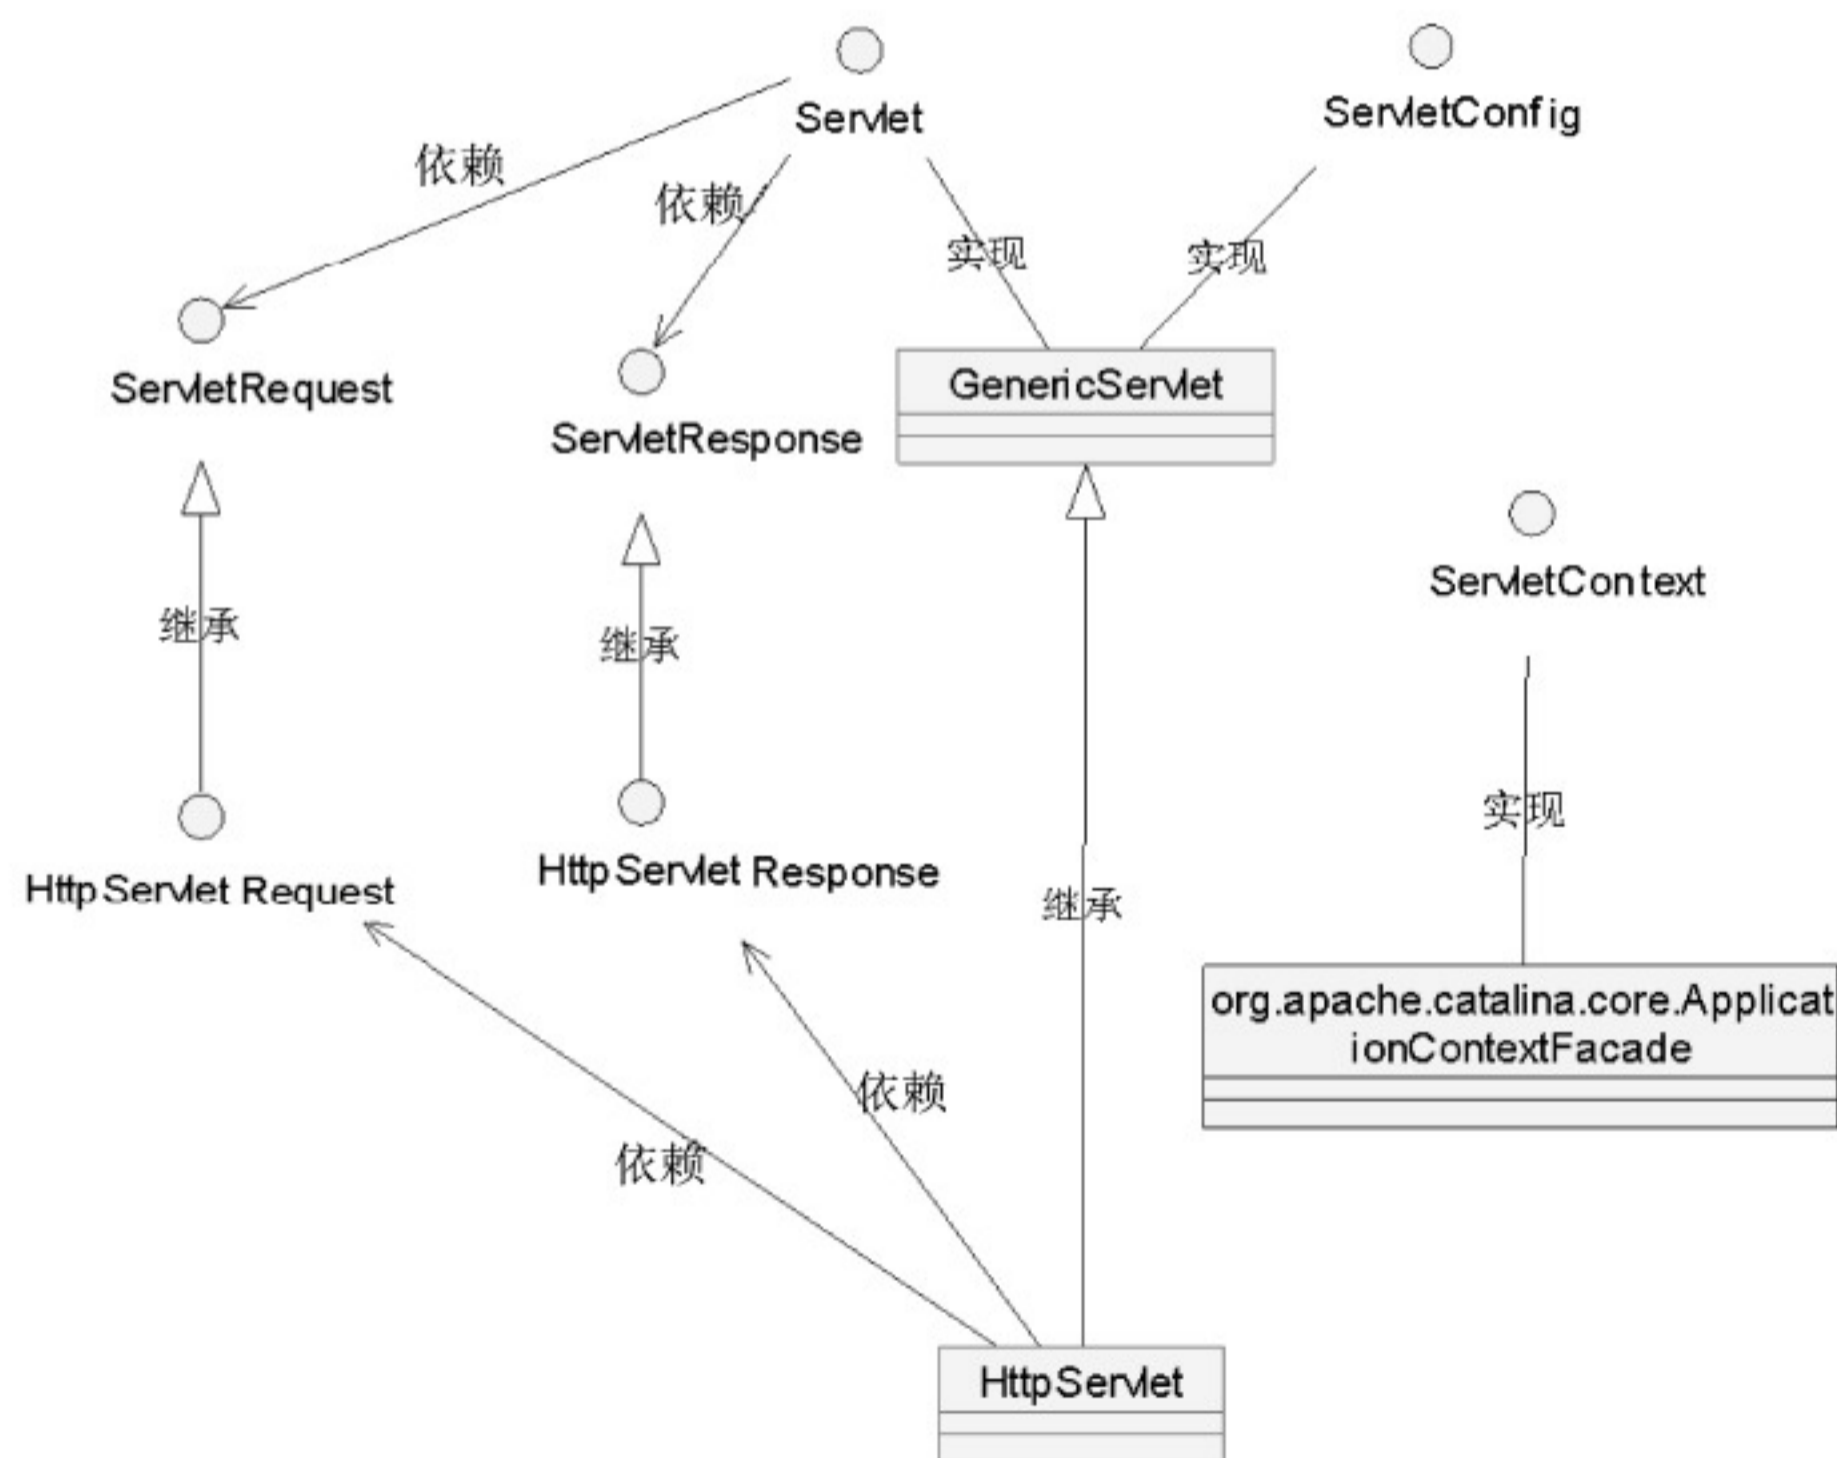 Servlet
ServletConfig
依赖
依赖
实现
实现
ServletRequest
ServletResponse
GenericServlet
ServletContext
继承
继承
实现
HttpServlet Request
HttpServlet Response
继承
org.apache.catalina.core.Applicat
ionContextFacade
依赖
依赖
HttpServlet